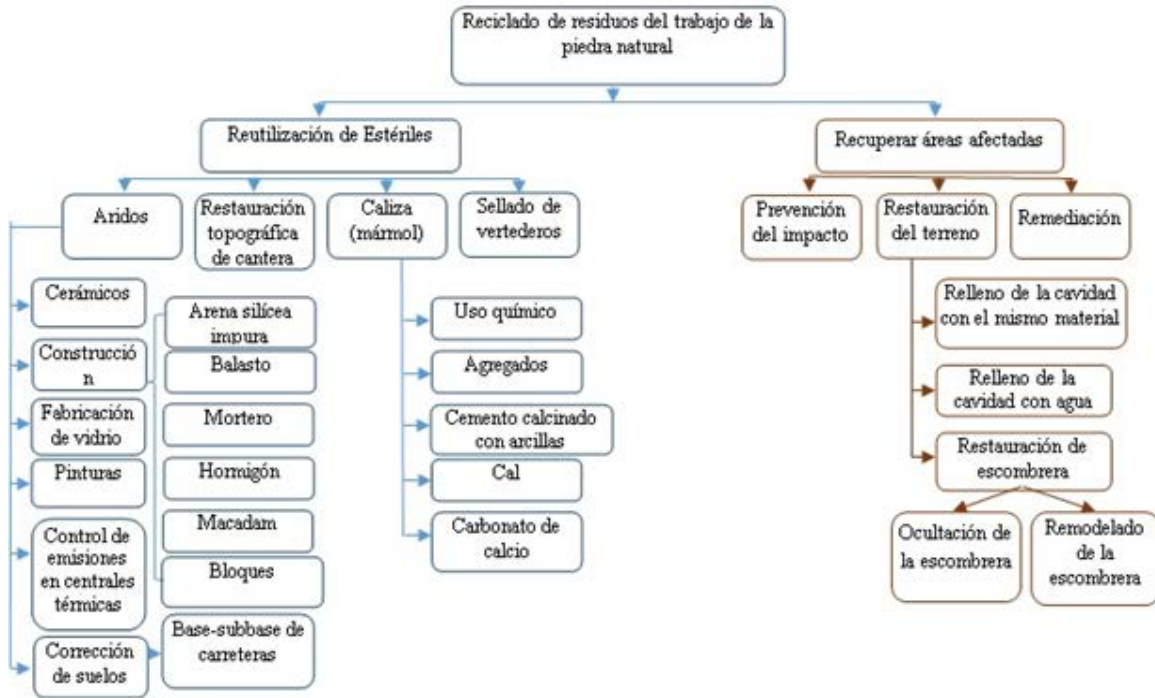 Reciclado de residuos del trabajo de la
piedra natural
Reutilización de Estériles
Recuperar áreas afectadas
Aridos
Restauración
topográfica
de cantera
Caliza
(mármol)
Sellado de
vertederos
Prevención
del impacto
Restauración
del terreno
Remediación
Cerámicos
Construcció
n
Fabricación
de vidrio
Pinturas
Control de
emisiones
en centrales
térmicas
Corrección
de suelos
Arena silícea
impura
Balasto
Mortero
Hormigón
Macadam
Bloques
Base-subbase de
carreteras
Uso químico
Agregados
Cemento calcinado
con arcillas
Cal
Carbonato de
calcio
Relleno de la cavidad
con el mismo material
Relleno de la
cavidad con agua
Restauración de
escombrera
Ocultación de
la escombrera
Remodelado
de la
escombrera